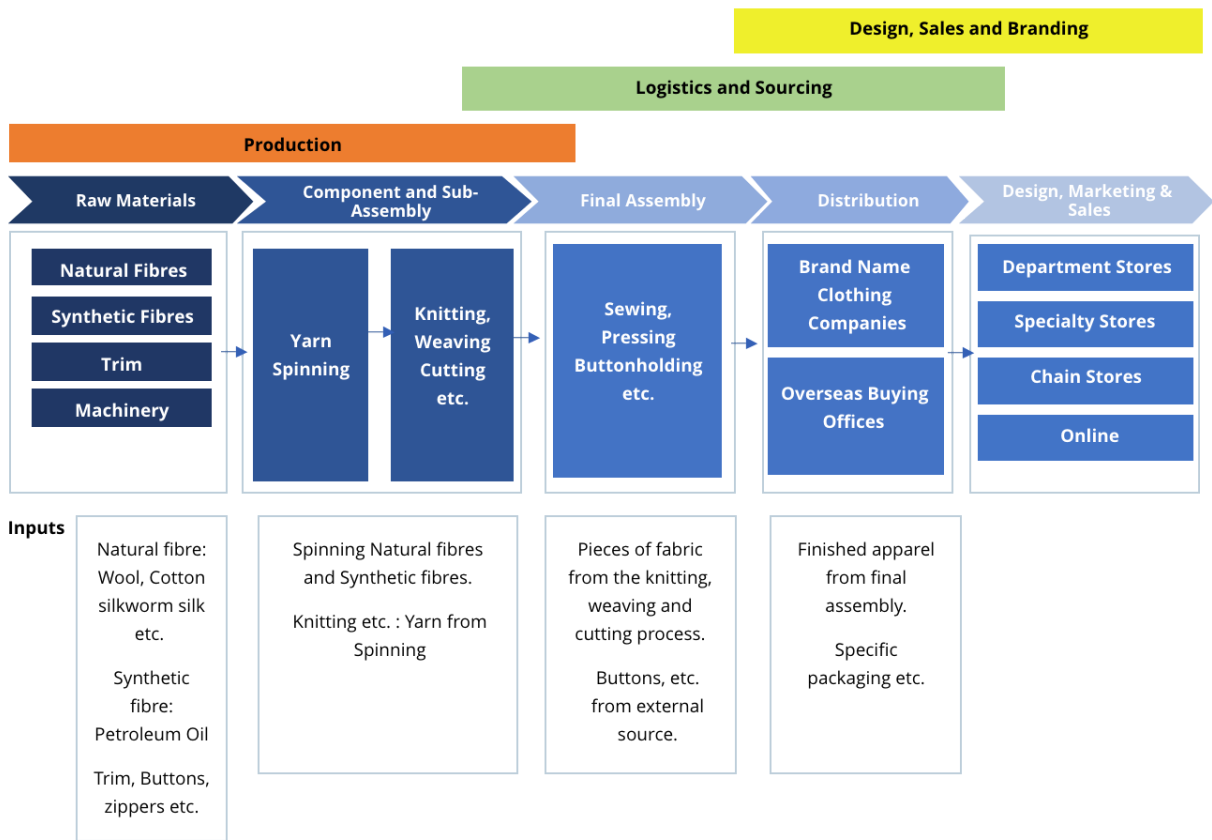 Design, Sales and Branding
Logistics and Sourcing
Production
Raw Materials
Component and Sub-
Assembly
Final Assembly
Distribution
Design, Marketing &
Sales
Natural Fibres
Synthetic Fibres
Trim
Machinery
Yarn
Spinning
Knitting,
Weaving
Cutting
etc.
Sewing,
Pressing
Buttonholding
etc.
Brand Name
Clothing
Companies
Overseas Buying
Offices
Department Stores
Specialty Stores
Chain Stores
Online
Inputs
Natural fibre:
Wool, Cotton
silkworm silk
etc.
Synthetic
fibre:
Petroleum Oil
Trim, Buttons,
zippers etc.
Spinning Natural fibres
and Synthetic fibres.
Knitting etc. : Yarn from
Spinning
Pieces of fabric
from the knitting,
weaving and
cutting process.
Buttons, etc.
from external
source.
Finished apparel
from final
assembly.
Specific
packaging etc.